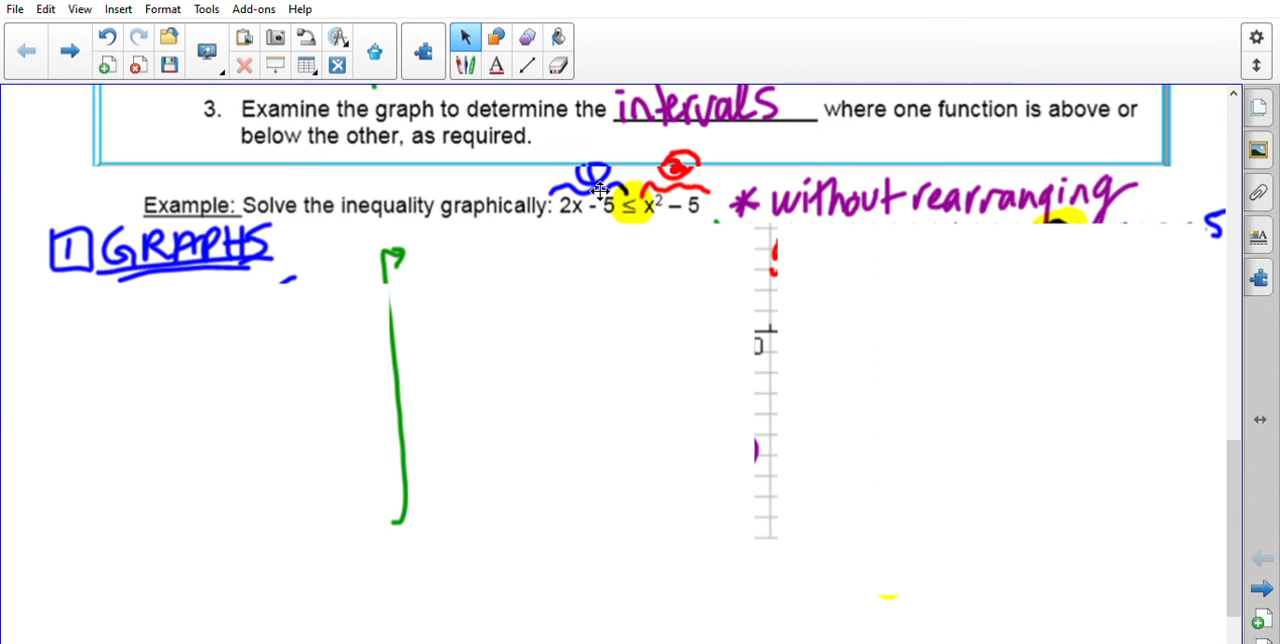 File Edit View Insert Format Tools Add-ons Help
3. Examine the graph to determine the intervals where one function is above or
below the other, as required.
Example: Solve the inequality graphically: 2x - 5 ≤ x² – 5 * without rearranging
1 GRAPHS
5